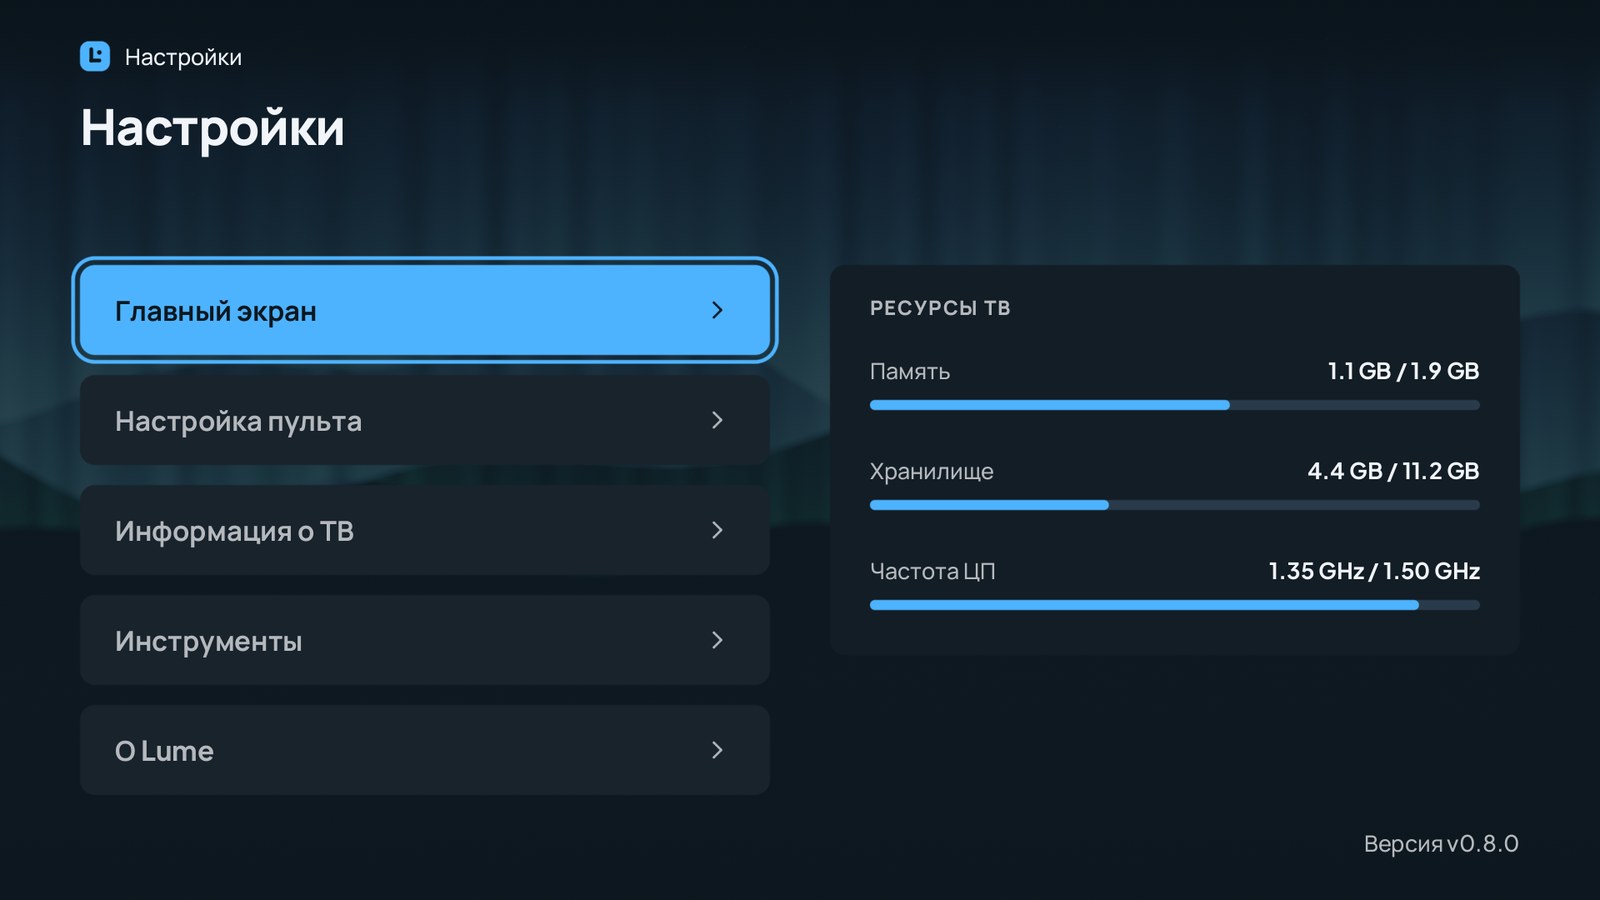 Настройки
Настройки
Главный экран
Настройка пульта
Информация о ТВ
Инструменты
О Lume
РЕСУРСЫ ТВ
Память 1.1 GB / 1.9 GB
Хранилище 4.4 GB / 11.2 GB
Частота ЦП 1.35 GHz / 1.50 GHz
Версия v0.8.0